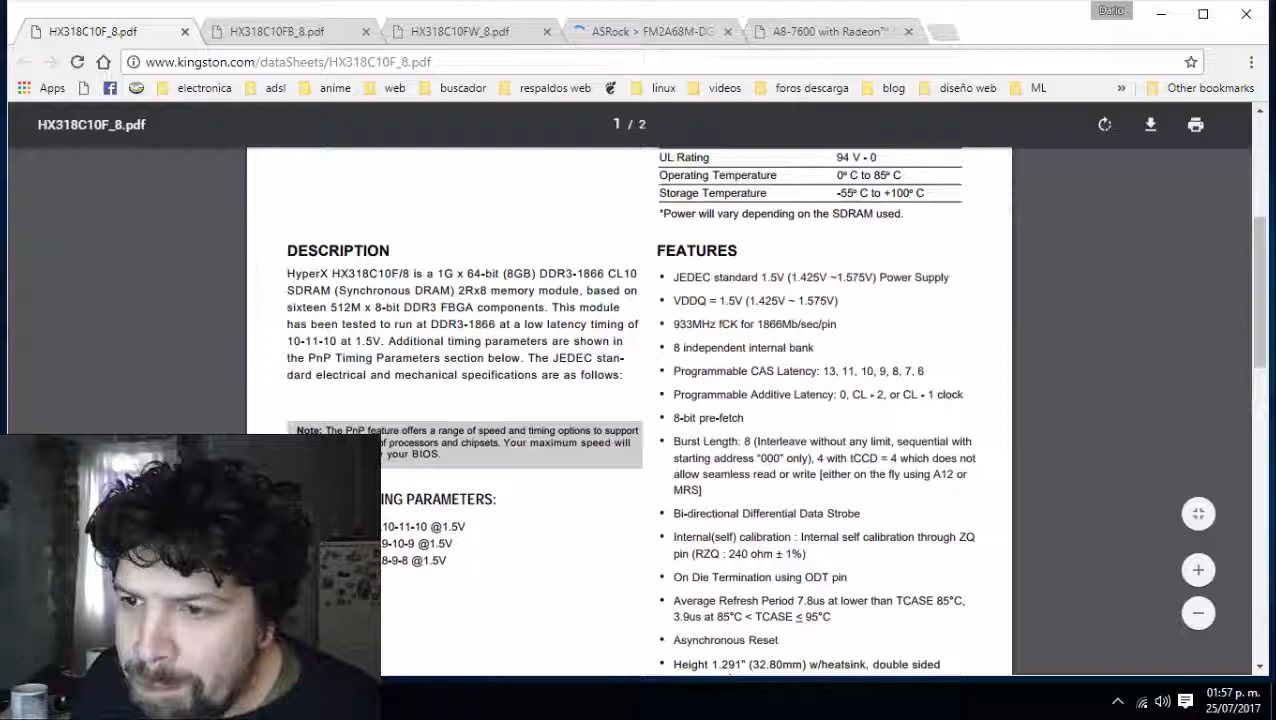 Dario
HX318C10F_8.pdf
HX318C10FB_8.pdf
HX318C10FW_8.pdf
ASRock > FM2A68M-DG
A8-7600 with Radeon™
www.kingston.com/dataSheets/HX318C10F_8.pdf
Apps
electronica
adsl
anime
web
buscador
respaldos web
linux
videos
foros descarga
blog
diseño web
ML
»
Other bookmarks
HX318C10F_8.pdf
1 / 2
UL Rating 94 V - 0
Operating Temperature 0º C to 85º C
Storage Temperature -55º C to +100º C
*Power will vary depending on the SDRAM used.
DESCRIPTION
HyperX HX318C10F/8 is a 1G x 64-bit (8GB) DDR3-1866 CL10
SDRAM (Synchronous DRAM) 2Rx8 memory module, based on
sixteen 512M x 8-bit DDR3 FBGA components. This module
has been tested to run at DDR3-1866 at a low latency timing of
10-11-10 at 1.5V. Additional timing parameters are shown in
the PnP Timing Parameters section below. The JEDEC stan-
dard electrical and mechanical specifications are as follows:
Note: The PnP feature offers a range of speed and timing options to support
of processors and chipsets. Your maximum speed will
your BIOS.
PARAMETERS:
10-11-10 @1.5V
9-10-9 @1.5V
8-9-8 @1.5V
FEATURES
• JEDEC standard 1.5V (1.425V ~1.575V) Power Supply
• VDDQ = 1.5V (1.425V ~ 1.575V)
• 933MHz fCK for 1866Mb/sec/pin
• 8 independent internal bank
• Programmable CAS Latency: 13, 11, 10, 9, 8, 7, 6
• Programmable Additive Latency: 0, CL - 2, or CL - 1 clock
• 8-bit pre-fetch
• Burst Length: 8 (Interleave without any limit, sequential with
starting address “000” only), 4 with tCCD = 4 which does not
allow seamless read or write [either on the fly using A12 or
MRS]
• Bi-directional Differential Data Strobe
• Internal(self) calibration : Internal self calibration through ZQ
pin (RZQ : 240 ohm ± 1%)
• On Die Termination using ODT pin
• Average Refresh Period 7.8us at lower than TCASE 85°C,
3.9us at 85°C < TCASE ≤ 95°C
• Asynchronous Reset
• Height 1.291" (32.80mm) w/heatsink, double sided
01:57 p. m.
25/07/2017